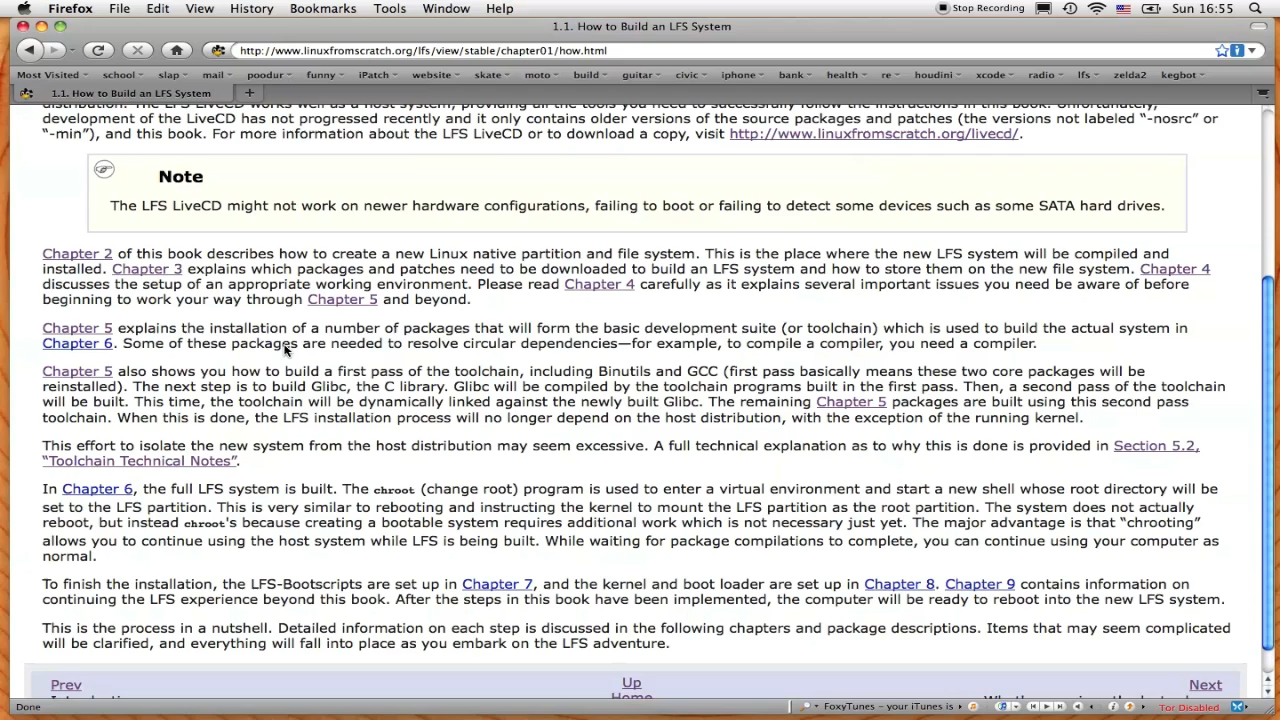 Firefox File Edit View History Bookmarks Tools Window Help Stop Recording Sun 16:55
1.1. How to Build an LFS System
http://www.linuxfromscratch.org/lfs/view/stable/chapter01/how.html
Most Visited school slap mail poodur funny iPatch website skate moto build guitar civic iphone bank health re houdini xcode radio lfs zelda2 kegbot
1.1. How to Build an LFS System
distribution. The LFS LiveCD works well as a host system, providing all the tools you need to successfully follow the instructions in this book. Unfortunately,
development of the LiveCD has not progressed recently and it only contains older versions of the source packages and patches (the versions not labeled “-nosrc” or
“-min”), and this book. For more information about the LFS LiveCD or to download a copy, visit http://www.linuxfromscratch.org/livecd/.
Note
The LFS LiveCD might not work on newer hardware configurations, failing to boot or failing to detect some devices such as some SATA hard drives.
Chapter 2 of this book describes how to create a new Linux native partition and file system. This is the place where the new LFS system will be compiled and
installed. Chapter 3 explains which packages and patches need to be downloaded to build an LFS system and how to store them on the new file system. Chapter 4
discusses the setup of an appropriate working environment. Please read Chapter 4 carefully as it explains several important issues you need be aware of before
beginning to work your way through Chapter 5 and beyond.
Chapter 5 explains the installation of a number of packages that will form the basic development suite (or toolchain) which is used to build the actual system in
Chapter 6. Some of these packages are needed to resolve circular dependencies—for example, to compile a compiler, you need a compiler.
Chapter 5 also shows you how to build a first pass of the toolchain, including Binutils and GCC (first pass basically means these two core packages will be
reinstalled). The next step is to build Glibc, the C library. Glibc will be compiled by the toolchain programs built in the first pass. Then, a second pass of the toolchain
will be built. This time, the toolchain will be dynamically linked against the newly built Glibc. The remaining Chapter 5 packages are built using this second pass
toolchain. When this is done, the LFS installation process will no longer depend on the host distribution, with the exception of the running kernel.
This effort to isolate the new system from the host distribution may seem excessive. A full technical explanation as to why this is done is provided in Section 5.2,
“Toolchain Technical Notes”.
In Chapter 6, the full LFS system is built. The chroot (change root) program is used to enter a virtual environment and start a new shell whose root directory will be
set to the LFS partition. This is very similar to rebooting and instructing the kernel to mount the LFS partition as the root partition. The system does not actually
reboot, but instead chroot's because creating a bootable system requires additional work which is not necessary just yet. The major advantage is that “chrooting”
allows you to continue using the host system while LFS is being built. While waiting for package compilations to complete, you can continue using your computer as
normal.
To finish the installation, the LFS-Bootscripts are set up in Chapter 7, and the kernel and boot loader are set up in Chapter 8. Chapter 9 contains information on
continuing the LFS experience beyond this book. After the steps in this book have been implemented, the computer will be ready to reboot into the new LFS system.
This is the process in a nutshell. Detailed information on each step is discussed in the following chapters and package descriptions. Items that may seem complicated
will be clarified, and everything will fall into place as you embark on the LFS adventure.
Prev Up Next
Home
Done FoxyTunes - your iTunes is Tor Disabled